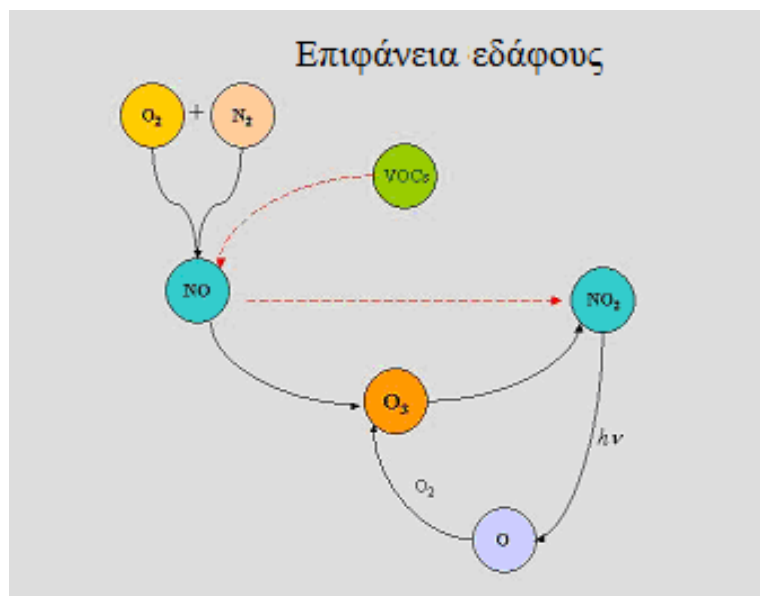 Επιφάνεια εδάφους
O₂ + N₂
VOCs
NO
NO₂
O₃
hν
O₂
O